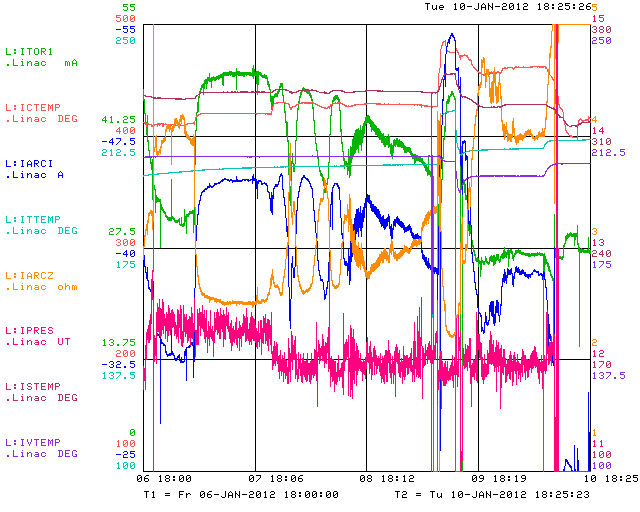 Tue 10-JAN-2012 18:25:26
55 5
500 15
-55 380
250 250
L:ITOR1
.Linac mA
L:ICTEMP
.Linac DEG
41.25 4
400 14
-42.5 310
212.5 212.5
L:IARCI
.Linac A
L:ITTEMP
.Linac DEG
27.5 3
300 13
-40 240
175 175
L:IARCZ
.Linac ohm
L:IPRES
.Linac UT
13.75 2
200 12
-32.5 170
137.5 137.5
L:ISTEMP
.Linac DEG
L:IVTEMP
.Linac DEG
0 1
100 11
-25 100
100 100
06 18:00 07 18:06 08 18:12 09 18:19 10 18:25
T1 = Fr 06-JAN-2012 18:00:00 T2 = Tu 10-JAN-2012 18:25:23